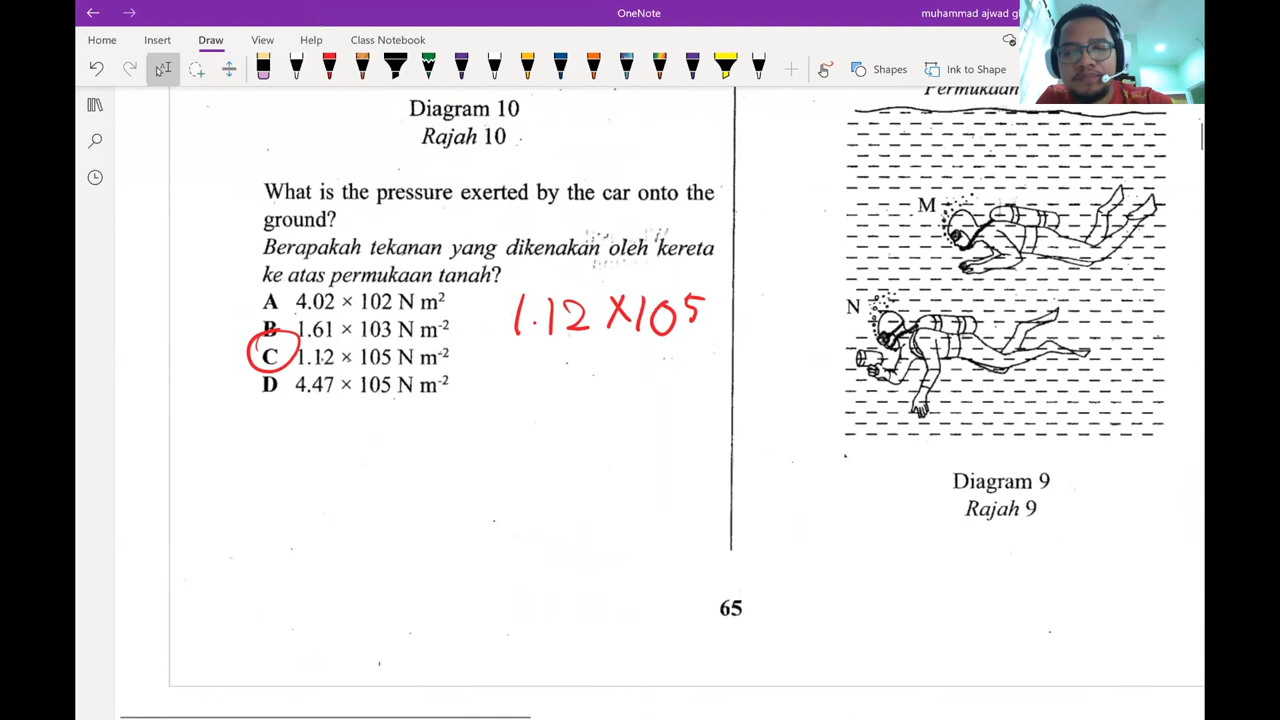 OneNote
muhammad ajwad
Home Insert Draw View Help Class Notebook
Shapes
Ink to Shape
Diagram 10
Rajah 10
What is the pressure exerted by the car onto the
ground?
Berapakah tekanan yang dikenakan oleh kereta
ke atas permukaan tanah?
A 4.02 × 102 N m²
B 1.61 × 103 N m⁻²
C 1.12 × 105 N m⁻²
D 4.47 × 105 N m⁻²
1.12 × 10⁵
Permukaan
M
N
Diagram 9
Rajah 9
65